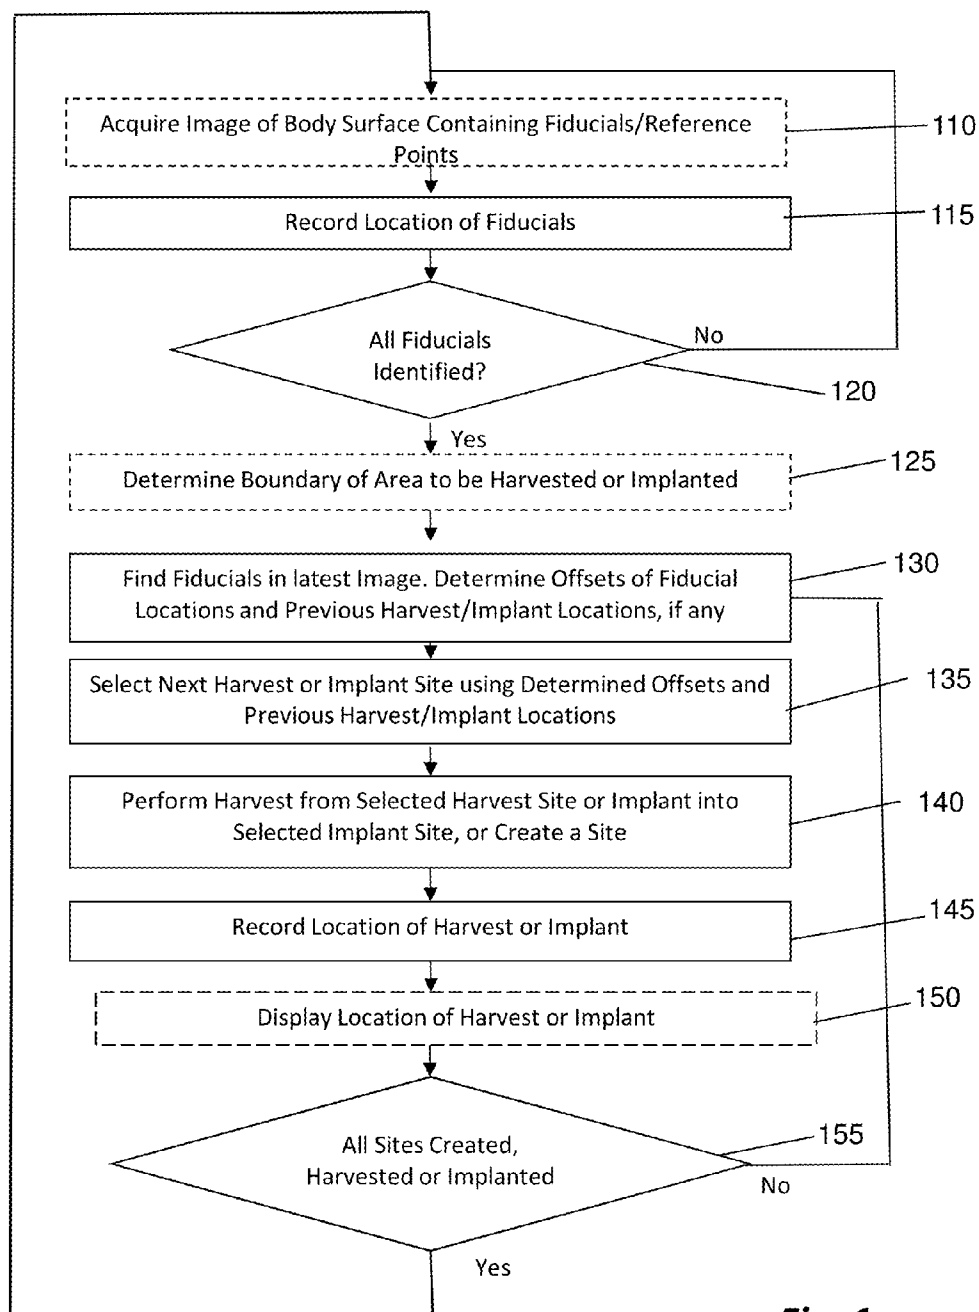 Acquire Image of Body Surface Containing Fiducials/Reference
Points
110
Record Location of Fiducials
115
All Fiducials
Identified?
No
120
Yes
Determine Boundary of Area to be Harvested or Implanted
125
Find Fiducials in latest Image. Determine Offsets of Fiducial
Locations and Previous Harvest/Implant Locations, if any
130
Select Next Harvest or Implant Site using Determined Offsets and
Previous Harvest/Implant Locations
135
Perform Harvest from Selected Harvest Site or Implant into
Selected Implant Site, or Create a Site
140
Record Location of Harvest or Implant
145
Display Location of Harvest or Implant
150
All Sites Created,
Harvested or Implanted
155
No
Yes